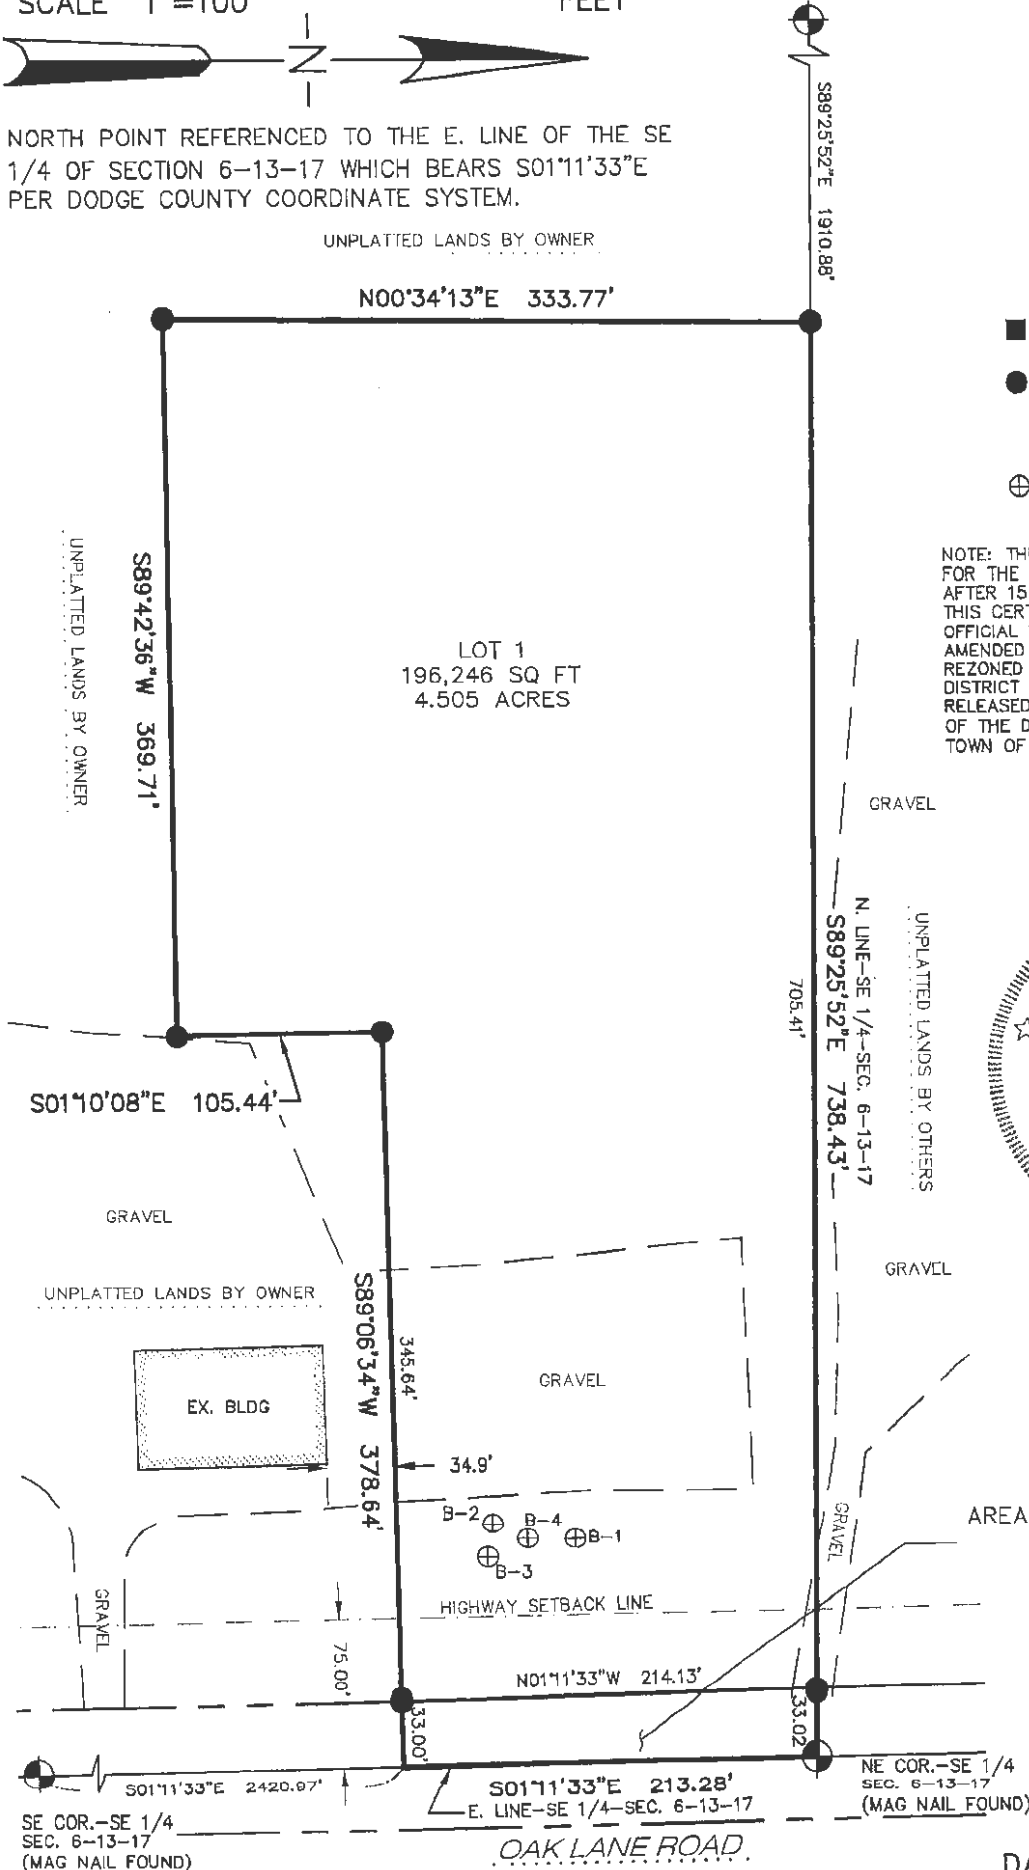 SCALE 1"=100'
FEET
N
NORTH POINT REFERENCED TO THE E. LINE OF THE SE
1/4 OF SECTION 6-13-17 WHICH BEARS S01°11'33"E
PER DODGE COUNTY COORDINATE SYSTEM.
S89°25'52"E 1910.88'
UNPLATTED LANDS BY OWNER
N00°34'13"E 333.77'
UNPLATTED LANDS BY OWNER
S89°42'36"W 369.71'
LOT 1
196,246 SQ FT
4.505 ACRES
NOTE: TH
FOR THE
AFTER 15
THIS CERT
OFFICIAL
AMENDED
REZONED
DISTRICT
RELEASED
OF THE D
TOWN OF
GRAVEL
N. LINE-SE 1/4-SEC. 6-13-17
S89°25'52"E 738.43'
705.41'
UNPLATTED LANDS BY OTHERS
S01°10'08"E 105.44'
GRAVEL
UNPLATTED LANDS BY OWNER
GRAVEL
EX. BLDG
S89°06'34"W 378.64'
345.64'
GRAVEL
34.9'
B-2
B-4
B-1
B-3
GRAVEL
AREA
HIGHWAY SETBACK LINE
GRAVEL
75.00'
N01°11'33"W 214.13'
33.00'
33.02'
S01°11'33"E 2420.97'
S01°11'33"E 213.28'
E. LINE-SE 1/4-SEC. 6-13-17
NE COR.-SE 1/4
SEC. 6-13-17
(MAG NAIL FOUND)
SE COR.-SE 1/4
SEC. 6-13-17
(MAG NAIL FOUND)
OAK LANE ROAD
DA